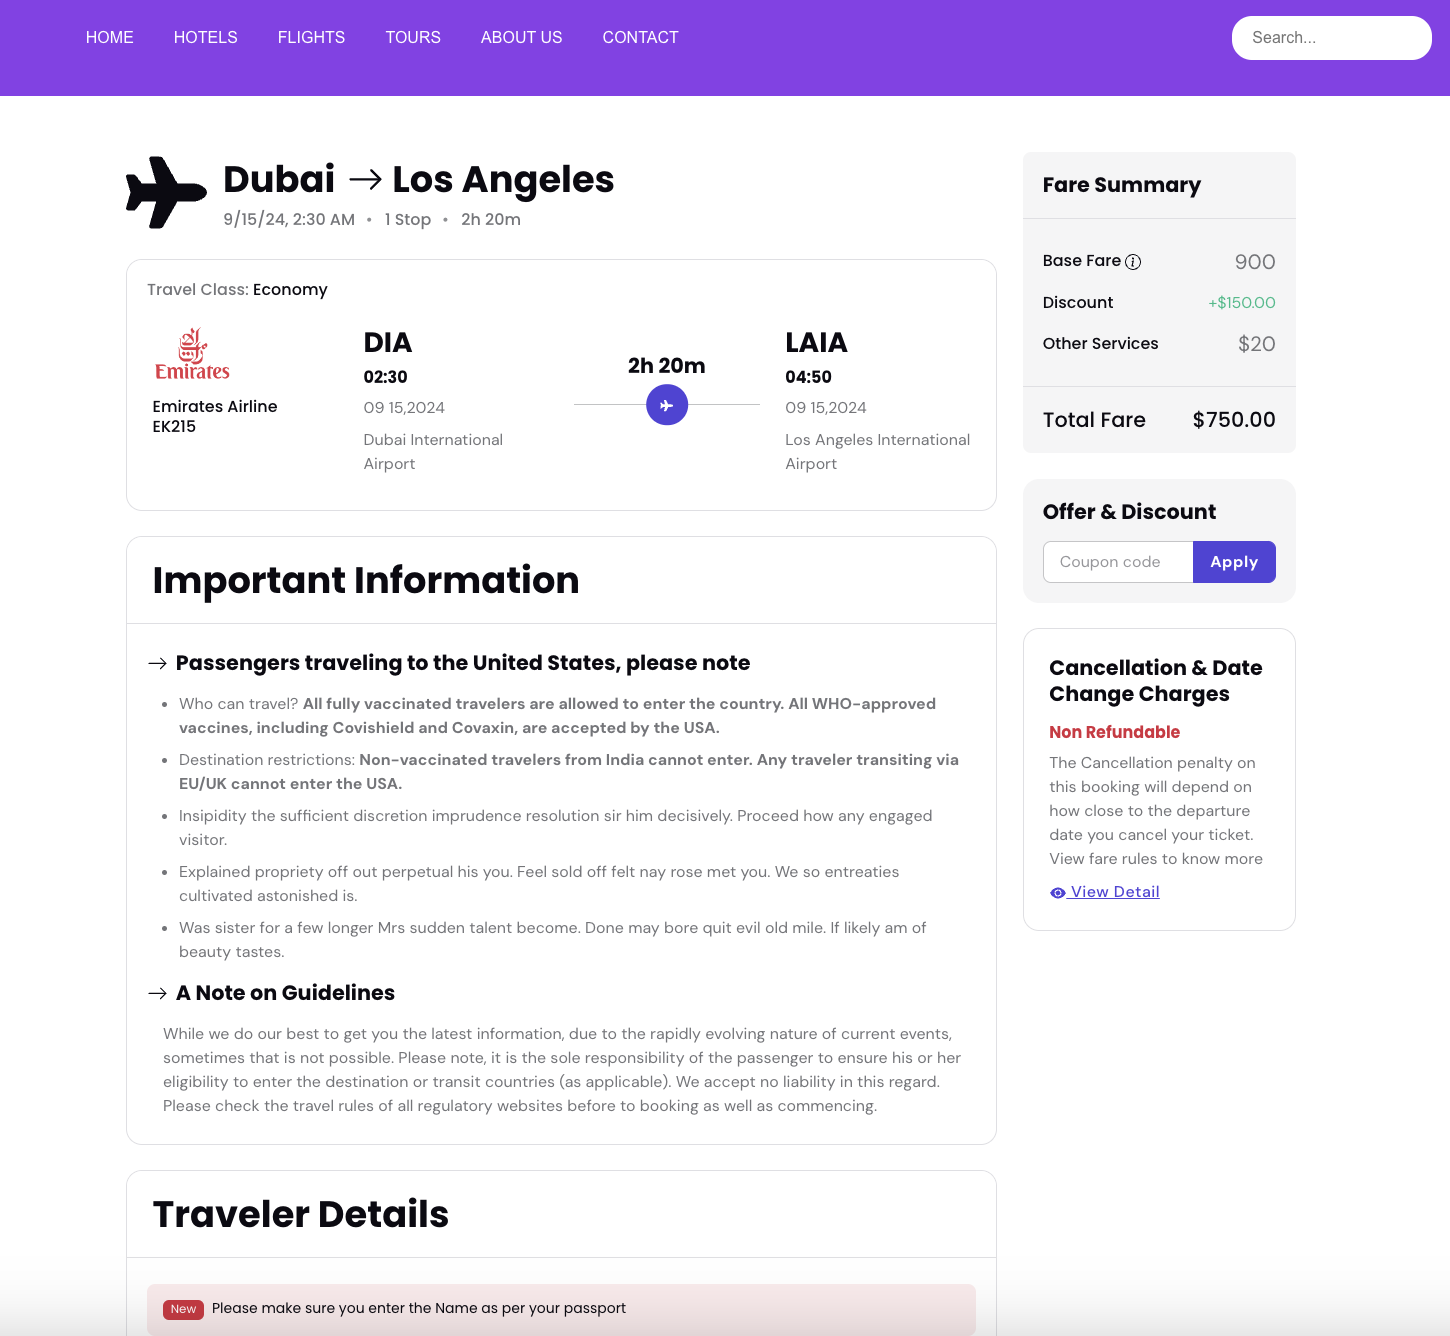 HOME HOTELS FLIGHTS TOURS ABOUT US CONTACT Search...
Dubai → Los Angeles
9/15/24, 2:30 AM • 1 Stop • 2h 20m
Travel Class: Economy
Emirates
Emirates Airline
EK215
DIA
02:30
09 15,2024
Dubai International
Airport
2h 20m
LAIA
04:50
09 15,2024
Los Angeles International
Airport
Important Information
→ Passengers traveling to the United States, please note
• Who can travel? All fully vaccinated travelers are allowed to enter the country. All WHO-approved
vaccines, including Covishield and Covaxin, are accepted by the USA.
• Destination restrictions: Non-vaccinated travelers from India cannot enter. Any traveler transiting via
EU/UK cannot enter the USA.
• Insipidity the sufficient discretion imprudence resolution sir him decisively. Proceed how any engaged
visitor.
• Explained propriety off out perpetual his you. Feel sold off felt nay rose met you. We so entreaties
cultivated astonished is.
• Was sister for a few longer Mrs sudden talent become. Done may bore quit evil old mile. If likely am of
beauty tastes.
→ A Note on Guidelines
While we do our best to get you the latest information, due to the rapidly evolving nature of current events,
sometimes that is not possible. Please note, it is the sole responsibility of the passenger to ensure his or her
eligibility to enter the destination or transit countries (as applicable). We accept no liability in this regard.
Please check the travel rules of all regulatory websites before to booking as well as commencing.
Traveler Details
New Please make sure you enter the Name as per your passport
Fare Summary
Base Fare i 900
Discount +$150.00
Other Services $20
Total Fare $750.00
Offer & Discount
Coupon code Apply
Cancellation & Date
Change Charges
Non Refundable
The Cancellation penalty on
this booking will depend on
how close to the departure
date you cancel your ticket.
View fare rules to know more
View Detail